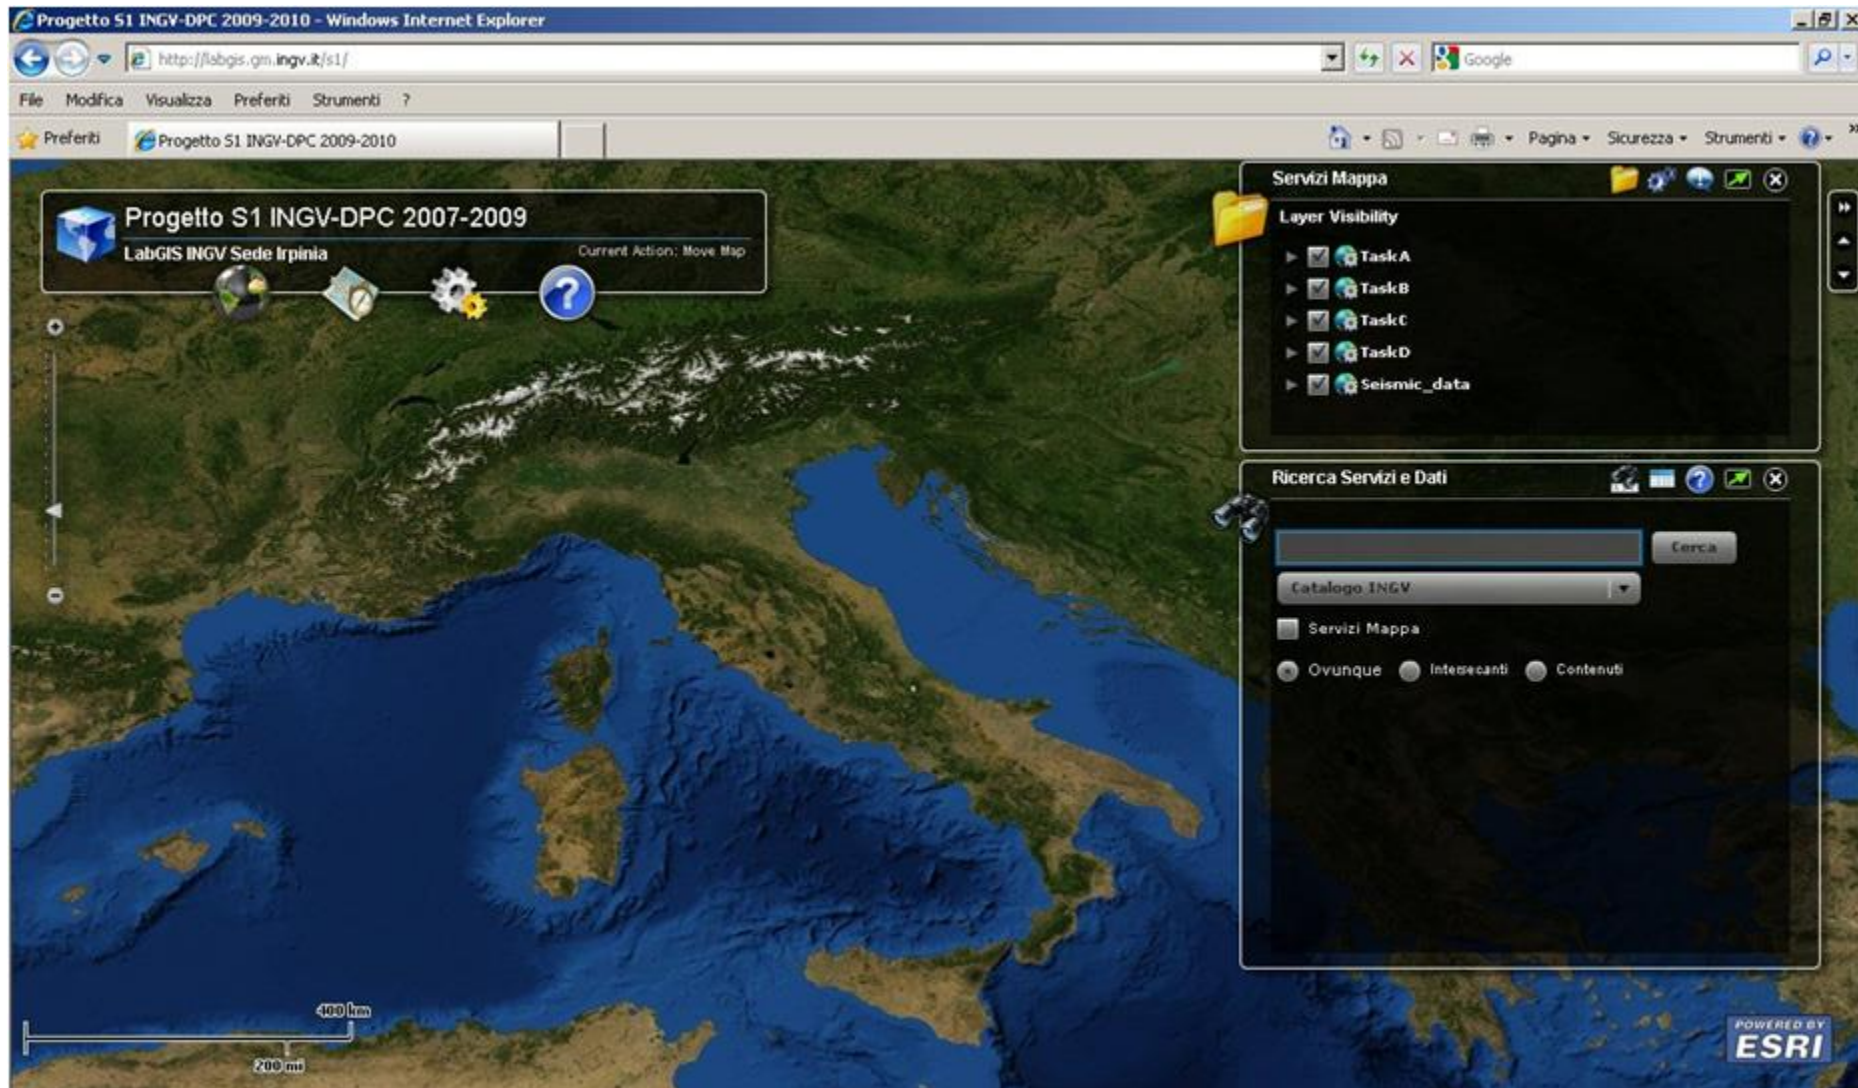 Progetto S1 INGV-DPC 2009-2010 - Windows Internet Explorer
http://labgis.gm.ingv.it/s1/
Google
File Modifica Visualizza Preferiti Strumenti ?
Preferiti
Progetto S1 INGV-DPC 2009-2010
Pagina Sicurezza Strumenti
Progetto S1 INGV-DPC 2007-2009
LabGIS INGV Sede Irpinia
Current Action: Move Map
Servizi Mappa
Layer Visibility
TaskA
TaskB
TaskC
TaskD
Seismic_data
Ricerca Servizi e Dati
Cerca
Catalogo INGV
Servizi Mappa
Ovunque Intersecanti Contenuti
400 km
200 mi
POWERED BY
ESRI